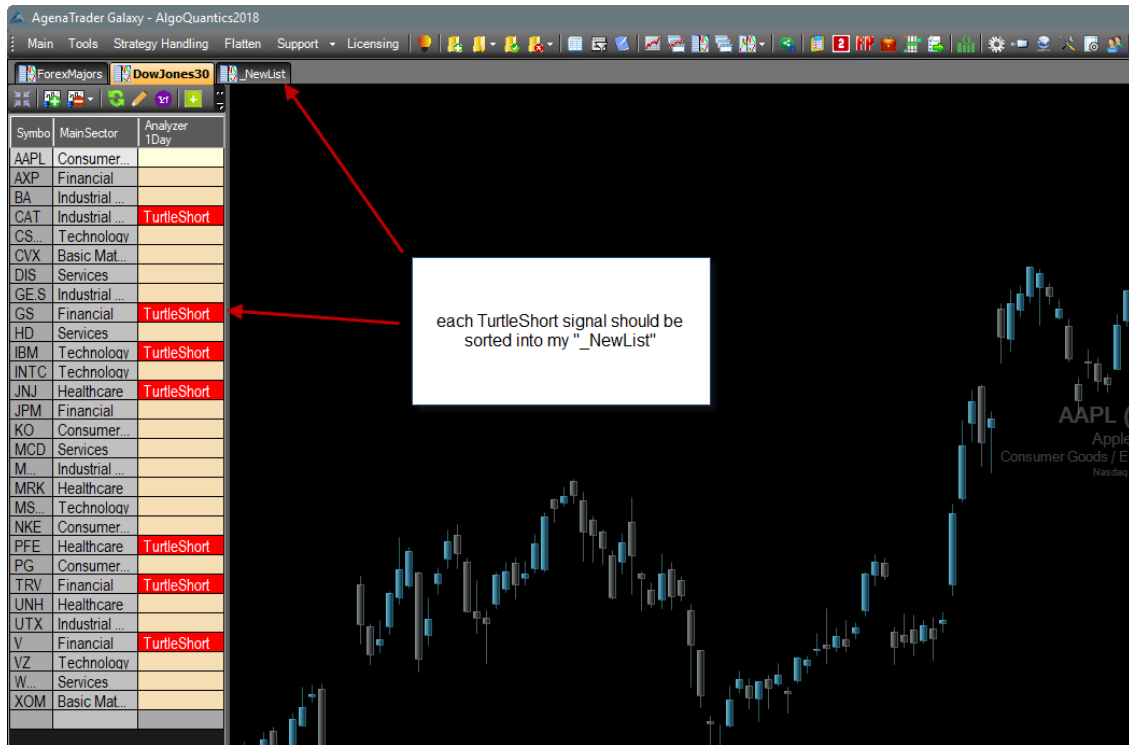 AgenaTrader Galaxy - AlgoQuantics2018
Main Tools Strategy Handling Flatten Support Licensing
ForexMajors DowJones30 _NewList
Symbo MainSector Analyzer
1Day
AAPL Consumer...
AXP Financial
BA Industrial ...
CAT Industrial ... TurtleShort
CS... Technology
CVX Basic Mat...
DIS Services
GE.S Industrial ...
GS Financial TurtleShort
HD Services
IBM Technology TurtleShort
INTC Technology
JNJ Healthcare TurtleShort
JPM Financial
KO Consumer...
MCD Services
M... Industrial ...
MRK Healthcare
MS... Technology
NKE Consumer...
PFE Healthcare TurtleShort
PG Consumer...
TRV Financial TurtleShort
UNH Healthcare
UTX Industrial ...
V Financial TurtleShort
VZ Technology
W... Services
XOM Basic Mat...
each TurtleShort signal should be
sorted into my "_NewList"
AAPL (
Apple
Consumer Goods / E
Nasdaq